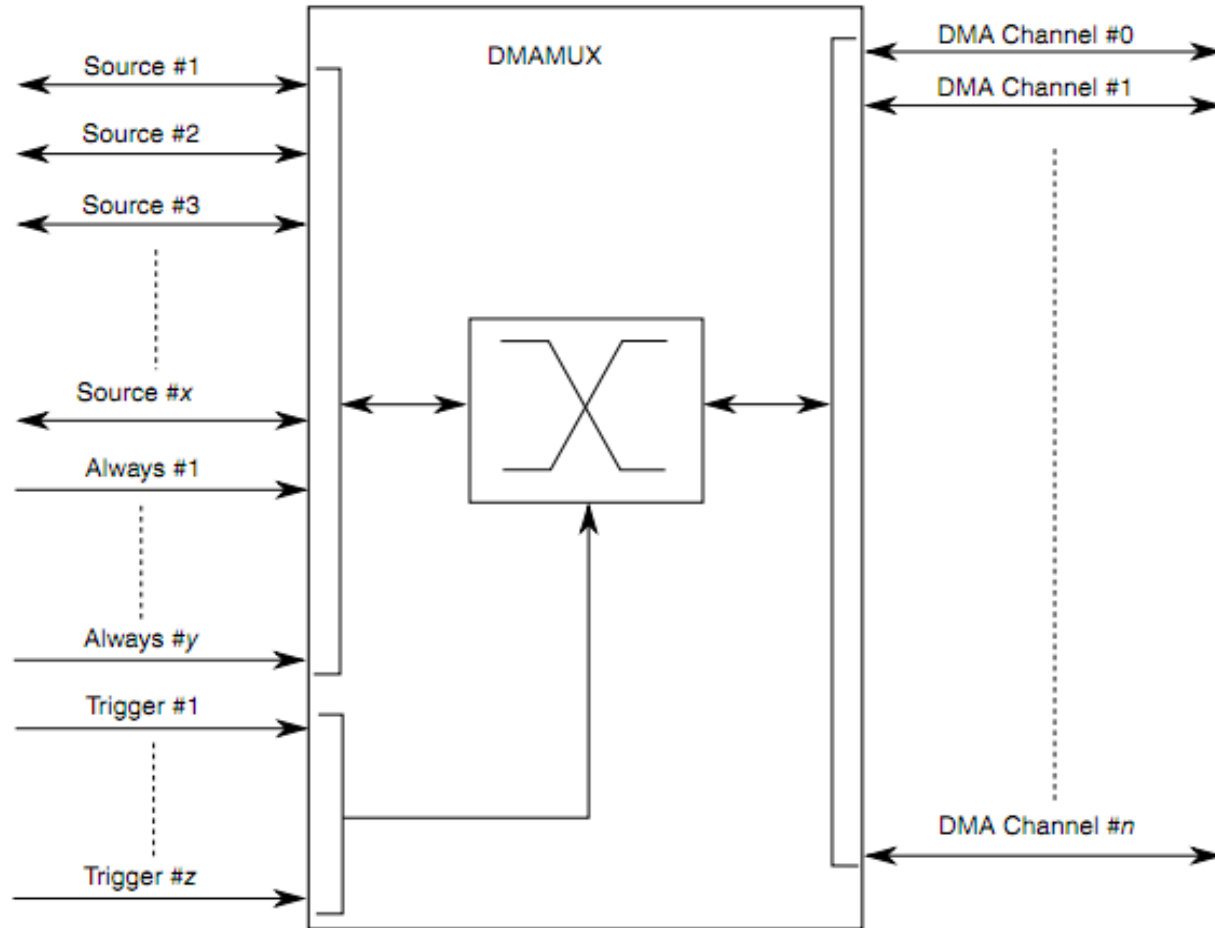 DMAMUX
Source #1
Source #2
Source #3
Source #x
Always #1
Always #y
Trigger #1
Trigger #z
DMA Channel #0
DMA Channel #1
DMA Channel #n